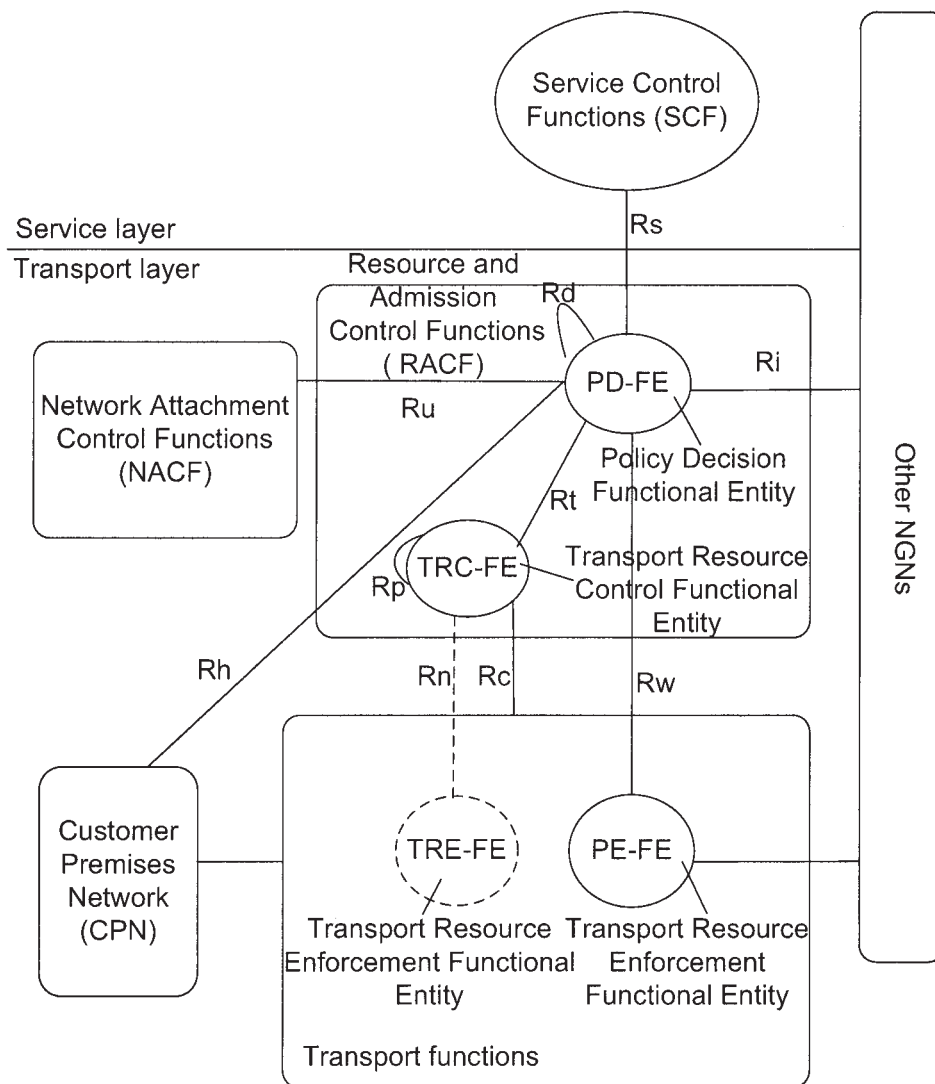 Service Control
Functions (SCF)
Rs
Service layer
Transport layer
Resource and
Admission
Control Functions
( RACF)
Rd
PD-FE
Ri
Network Attachment
Control Functions
(NACF)
Ru
Policy Decision
Functional Entity
Rt
Other NGNs
TRC-FE
Rp
Transport Resource
Control Functional
Entity
Rh
Rn
Rc
Rw
Customer
Premises
Network
(CPN)
TRE-FE
PE-FE
Transport Resource
Enforcement Functional
Entity
Transport Resource
Enforcement
Functional Entity
Transport functions